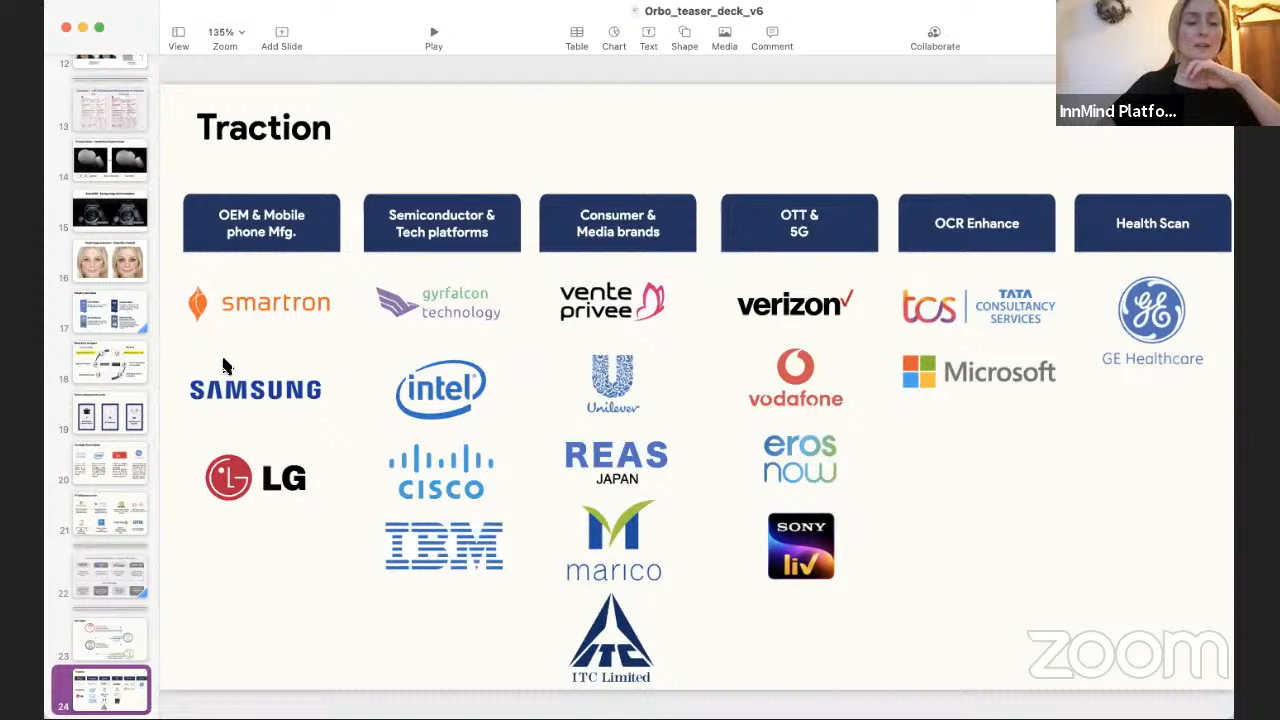 Orbo_teaser_deck_v6
135%
View
Zoom
Add Slide
Play
Table
Chart
Text
Shape
Media
Comment
Collaborate
InnMind Platfo...
12
13
14
15
16
17
18
19
20
21
22
23
24
Traction
OEM & Mobile
phone Mfg.
Semiconductor &
Tech platforms
Consumer &
Media brands
OTT &
5G
OCR Enhance
Health Scan
smartron
SAMSUNG
LG
gyrfalcon
technology
intel
CISCO
IBM
vente
privee
Unilever
REAS
JAPAN
marico
ITC
ITC Limited
verizon
vodafone
eros
now
SONY
liv
tcs
TATA
CONSULTANCY
SERVICES
Microsoft
GE
GE Healthcare
zoom